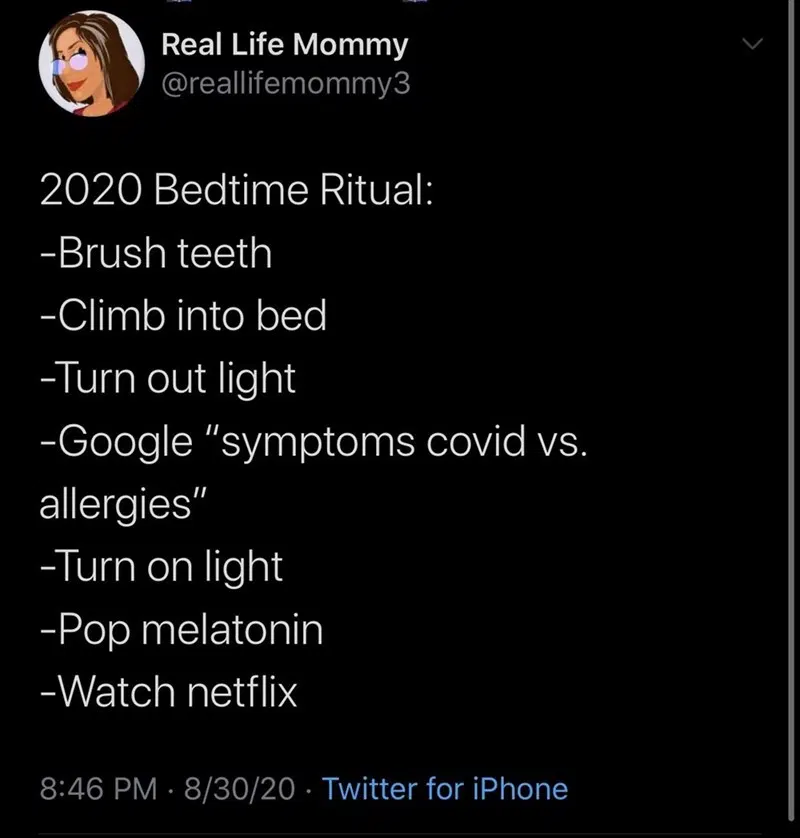 Real Life Mommy
@reallifemommy3
2020 Bedtime Ritual:
-Brush teeth
-Climb into bed
-Turn out light
-Google “symptoms covid vs.
allergies”
-Turn on light
-Pop melatonin
-Watch netflix
8:46 PM · 8/30/20 · Twitter for iPhone